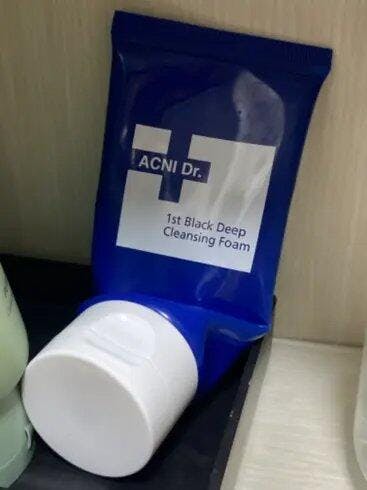 ACNI Dr.
1st Black Deep
Cleansing Foam